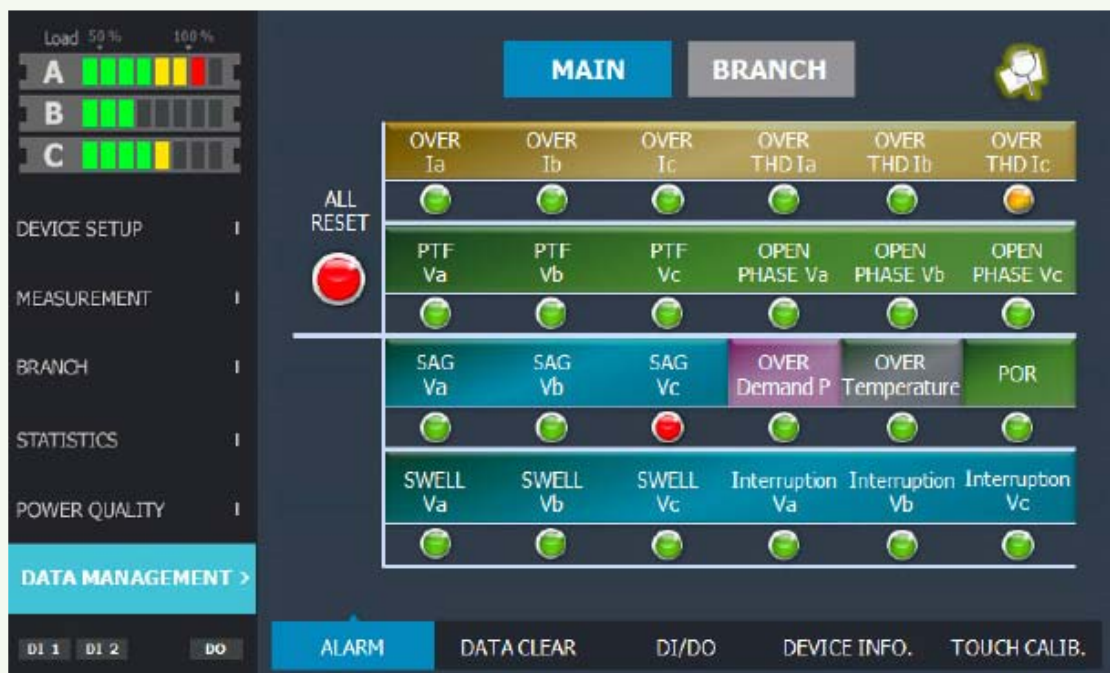 Load 50% 100%
A
B
C
MAIN BRANCH
OVER Ia OVER Ib OVER Ic OVER THD Ia OVER THD Ib OVER THD Ic
ALL RESET
PTF Va PTF Vb PTF Vc OPEN PHASE Va OPEN PHASE Vb OPEN PHASE Vc
SAG Va SAG Vb SAG Vc OVER Demand P OVER Temperature POR
SWELL Va SWELL Vb SWELL Vc Interruption Va Interruption Vb Interruption Vc
DEVICE SETUP
MEASUREMENT
BRANCH
STATISTICS
POWER QUALITY
DATA MANAGEMENT >
DI 1 DI 2 DO
ALARM DATA CLEAR DI/DO DEVICE INFO. TOUCH CALIB.